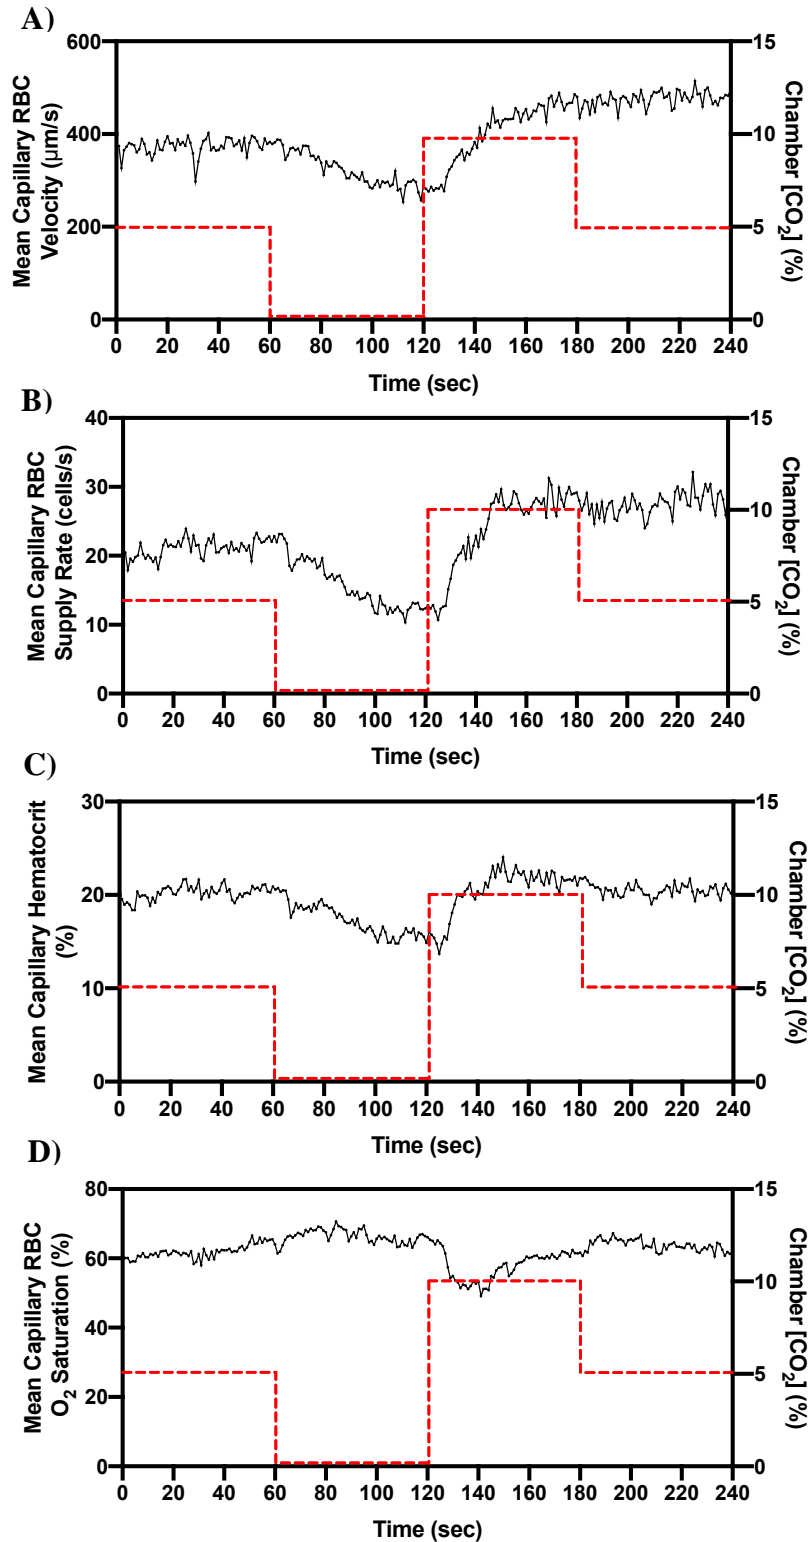 A)
600
400
200
0
Mean Capillary RBC
Velocity (µm/s)
15
10
5
0
Chamber [CO2] (%)
0 20 40 60 80 100 120 140 160 180 200 220 240
Time (sec)
B)
40
30
20
10
0
Mean Capillary RBC
Supply Rate (cells/s)
15
10
5
0
Chamber [CO2] (%)
0 20 40 60 80 100 120 140 160 180 200 220 240
Time (sec)
C)
30
20
10
0
Mean Capillary Hematocrit
(%)
15
10
5
0
Chamber [CO2] (%)
0 20 40 60 80 100 120 140 160 180 200 220 240
Time (sec)
D)
80
60
40
20
0
Mean Capillary RBC
O2 Saturation (%)
15
10
5
0
Chamber [CO2] (%)
0 20 40 60 80 100 120 140 160 180 200 220 240
Time (sec)